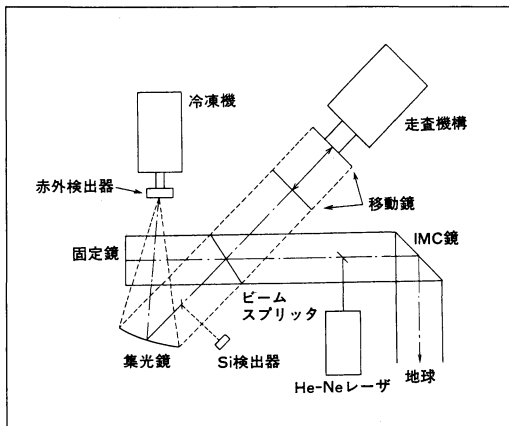 冷凍機
走査機構
赤外検出器
移動鏡
固定鏡
IMC鏡
ビーム
スプリッタ
集光鏡
Si検出器
He-Neレーザ
地球